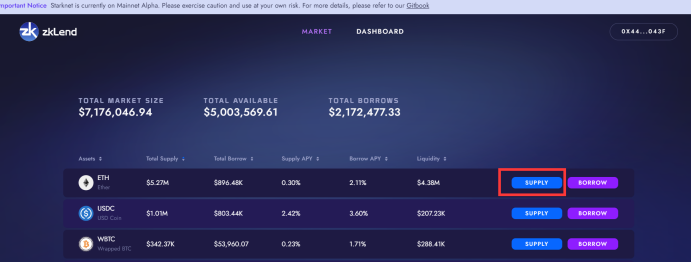 Important Notice Starknet is currently on Mainnet Alpha. Please exercise caution and use at your own risk. For more details, please refer to our Gitbook
zk zkLend
MARKET
DASHBOARD
0X44...043F
TOTAL MARKET SIZE
TOTAL AVAILABLE
TOTAL BORROWS
$7,176,046.94
$5,003,569.61
$2,172,477.33
Assets
Total Supply
Total Borrow
Supply APY
Borrow APY
Liquidity
ETH
Ether
$5.27M
$896.48K
0.30%
2.11%
$4.38M
SUPPLY
BORROW
USDC
USD Coin
$1.01M
$803.44K
2.42%
3.60%
$207.23K
SUPPLY
BORROW
WBTC
Wrapped BTC
$342.37K
$53,960.07
0.23%
1.71%
$288.41K
SUPPLY
BORROW